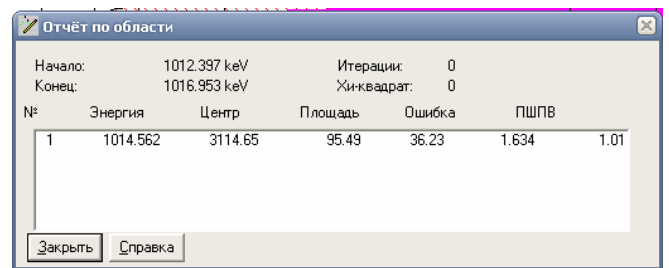 Отчёт по области
Начало: 1012.397 keV Итерации: 0
Конец: 1016.953 keV Хи-квадрат: 0
№ Энергия Центр Площадь Ошибка ПШПВ
1 1014.562 3114.65 95.49 36.23 1.634 1.01
Закрыть Справка